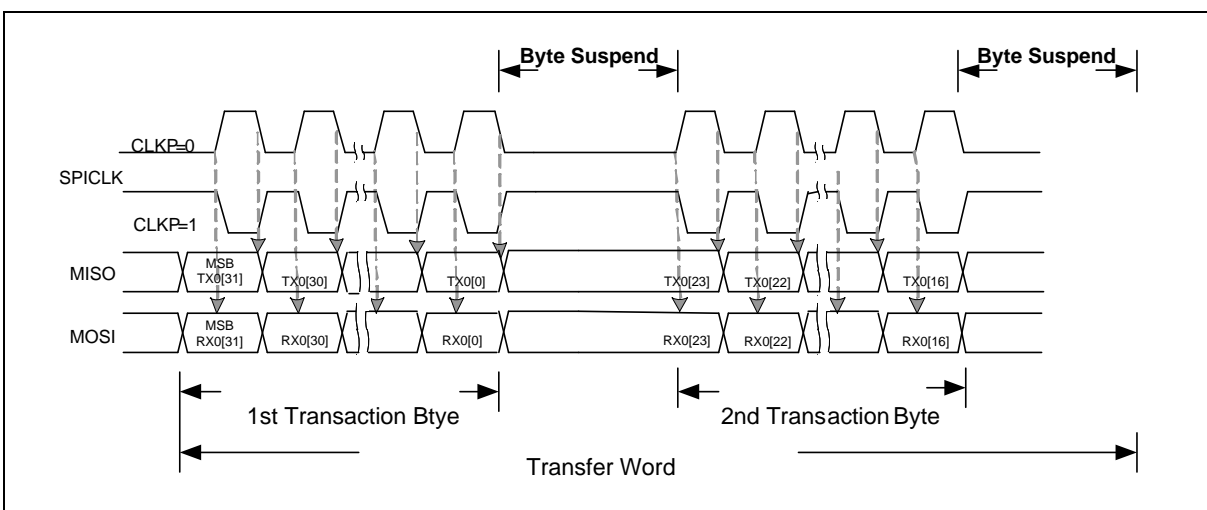 Byte Suspend
Byte Suspend
CLKP=0
SPICLK
CLKP=1
MISO
MSB
TX0[31]
TX0[30]
TX0[0]
TX0[23]
TX0[22]
TX0[16]
MOSI
MSB
RX0[31]
RX0[30]
RX0[0]
RX0[23]
RX0[22]
RX0[16]
1st Transaction Btye
2nd Transaction Byte
Transfer Word